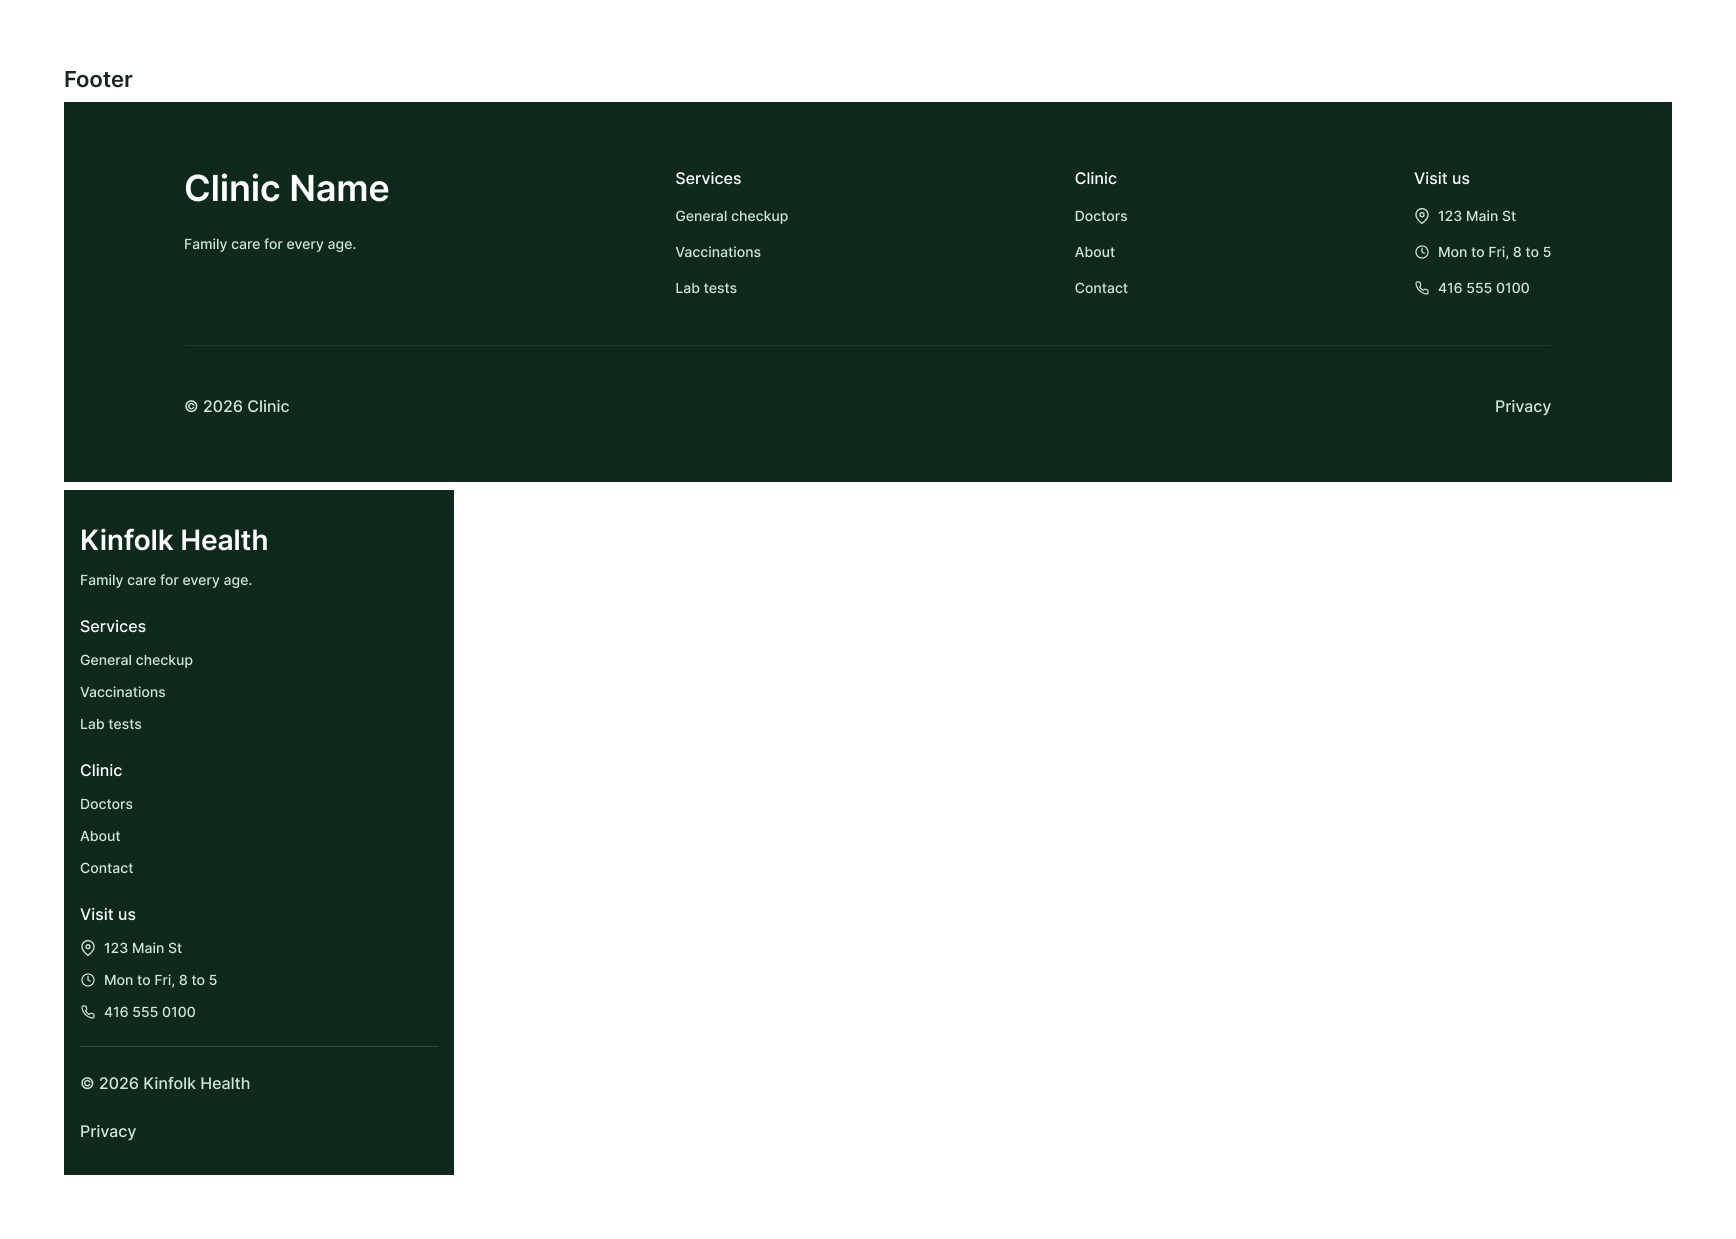 Footer
Clinic Name
Family care for every age.
Services
General checkup
Vaccinations
Lab tests
Clinic
Doctors
About
Contact
Visit us
123 Main St
Mon to Fri, 8 to 5
416 555 0100
© 2026 Clinic
Privacy
Kinfolk Health
Family care for every age.
Services
General checkup
Vaccinations
Lab tests
Clinic
Doctors
About
Contact
Visit us
123 Main St
Mon to Fri, 8 to 5
416 555 0100
© 2026 Kinfolk Health
Privacy